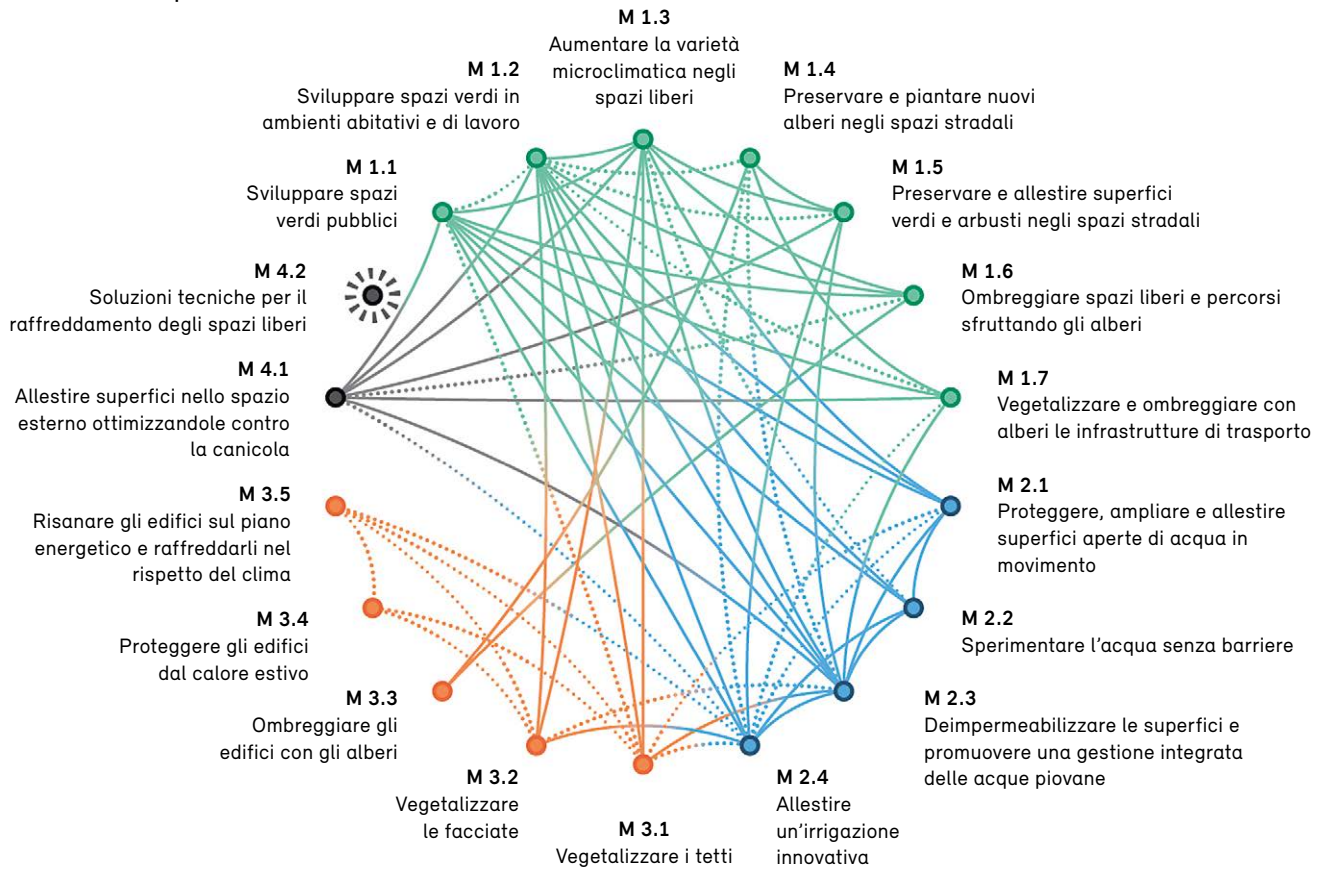 M 1.3
Aumentare la varietà
microclimatica negli
spazi liberi
M 1.2
Sviluppare spazi verdi in
ambienti abitativi e di lavoro
M 1.4
Preservare e piantare nuovi
alberi negli spazi stradali
M 1.1
Sviluppare spazi
verdi pubblici
M 1.5
Preservare e allestire superfici
verdi e arbusti negli spazi stradali
M 4.2
Soluzioni tecniche per il
raffreddamento degli spazi liberi
M 1.6
Ombreggiare spazi liberi e percorsi
sfruttando gli alberi
M 4.1
Allestire superfici nello spazio
esterno ottimizzandole contro
la canicola
M 1.7
Vegetalizzare e ombreggiare con
alberi le infrastrutture di trasporto
M 3.5
Risanare gli edifici sul piano
energetico e raffreddarli nel
rispetto del clima
M 2.1
Proteggere, ampliare e allestire
superfici aperte di acqua in
movimento
M 3.4
Proteggere gli edifici
dal calore estivo
M 2.2
Sperimentare l'acqua senza barriere
M 3.3
Ombreggiare gli
edifici con gli alberi
M 2.3
Deimpermeabilizzare le superfici e
promuovere una gestione integrata
delle acque piovane
M 3.2
Vegetalizzare
le facciate
M 3.1
Vegetalizzare i tetti
M 2.4
Allestire
un'irrigazione
innovativa